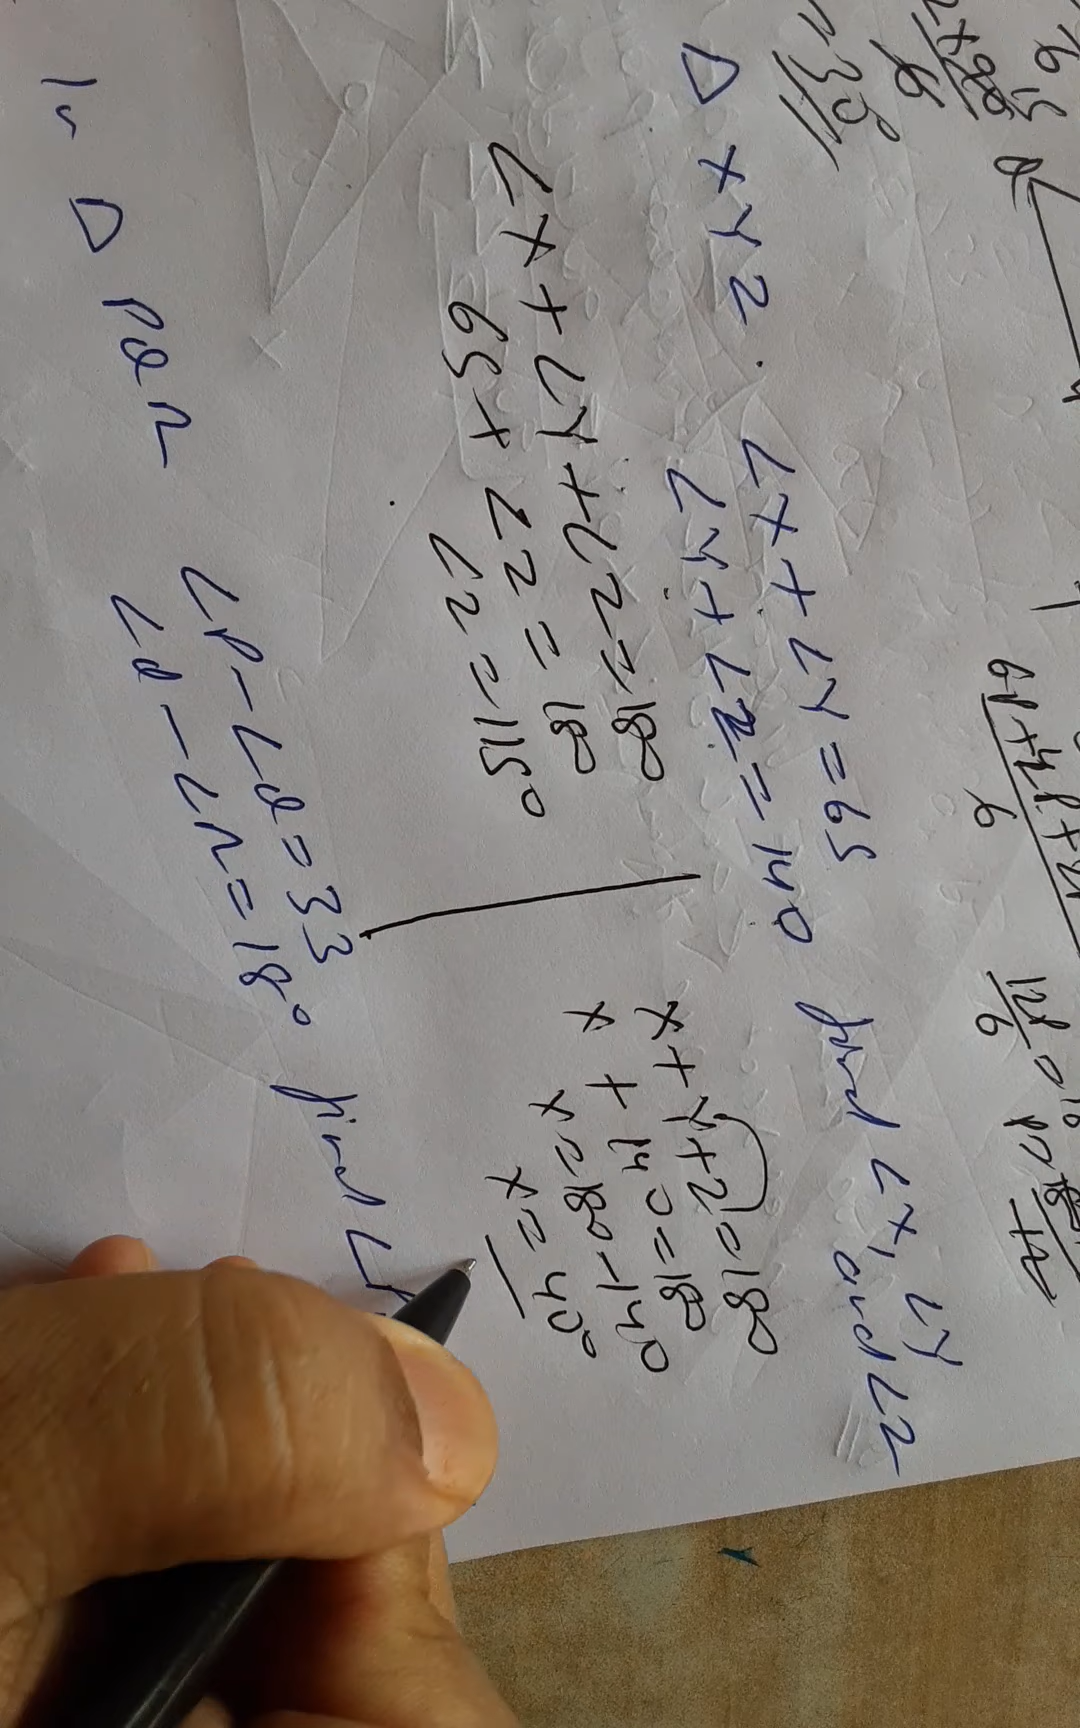 = 30
Δ XYZ. ∠X + ∠Y = 65 find ∠X, ∠Y
∠Y + ∠Z = 140 and ∠Z
∠X + ∠Y + ∠Z = 180
65 + ∠Z = 180
∠Z = 115°
x + y + z = 180
x + 140 = 180
x = 180 - 140
x = 40°
In Δ PQR ∠P - ∠Q = 33 find ∠P
∠Q - ∠R = 18°